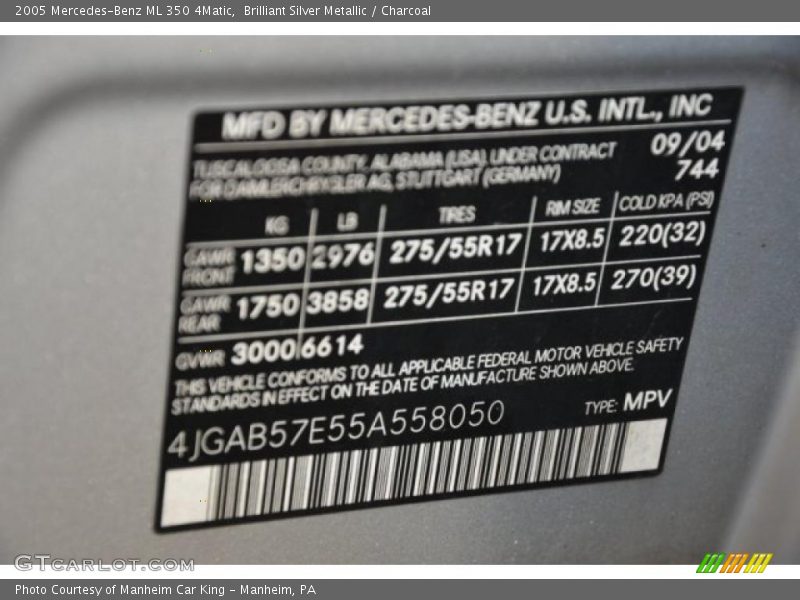 2005 Mercedes-Benz ML 350 4Matic, Brilliant Silver Metallic / Charcoal
MFD BY MERCEDES-BENZ U.S. INTL., INC
TUSCALOOSA COUNTY, ALABAMA (USA), UNDER CONTRACT 09/04
FOR DAIMLERCHRYSLER AG, STUTTGART (GERMANY) 744
KG LB TIRES RIM SIZE COLD KPA (PSI)
GAWR FRONT 1350 2976 275/55R17 17X8.5 220(32)
GAWR REAR 1750 3858 275/55R17 17X8.5 270(39)
GVWR 3000 6614
THIS VEHICLE CONFORMS TO ALL APPLICABLE FEDERAL MOTOR VEHICLE SAFETY
STANDARDS IN EFFECT ON THE DATE OF MANUFACTURE SHOWN ABOVE.
4JGAB57E55A558050 TYPE: MPV
GTCARLOT.COM
Photo Courtesy of Manheim Car King - Manheim, PA